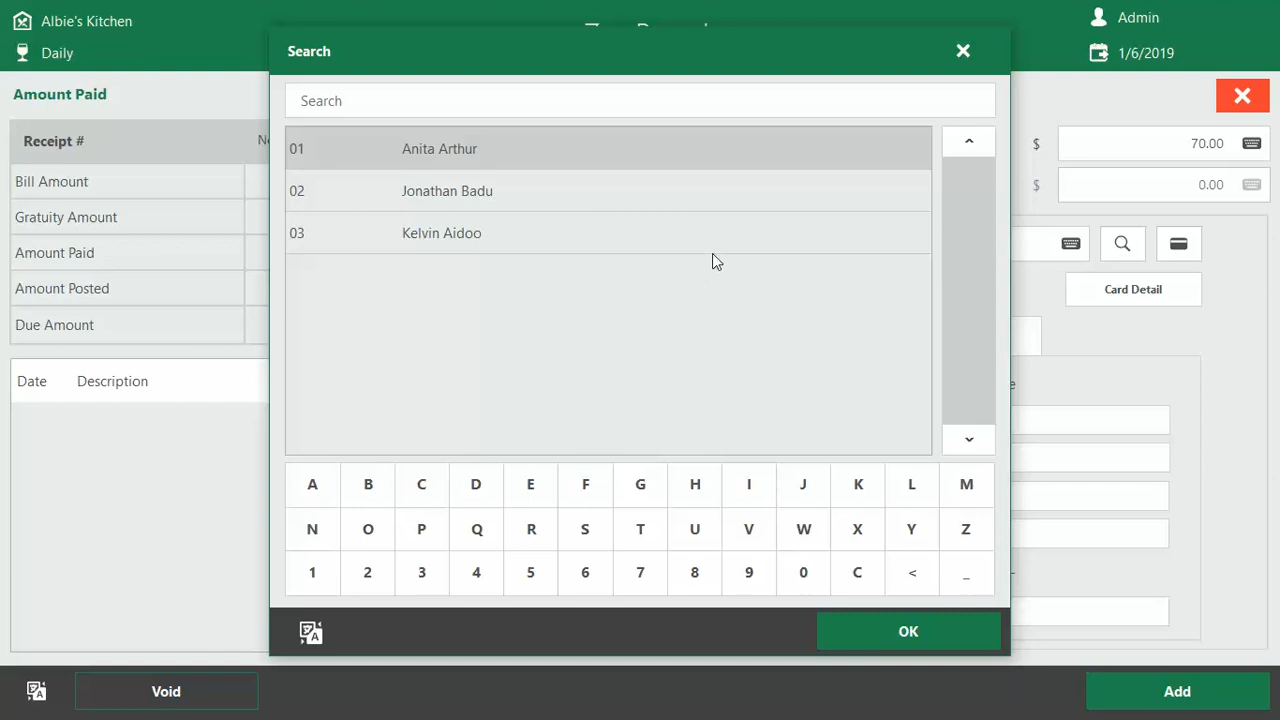 Albie's Kitchen
Daily
Admin
1/6/2019
Search
Search
01 Anita Arthur
02 Jonathan Badu
03 Kelvin Aidoo
A B C D E F G H I J K L M
N O P Q R S T U V W X Y Z
1 2 3 4 5 6 7 8 9 0 C < _
OK
Amount Paid
Receipt #
Bill Amount
Gratuity Amount
Amount Paid
Amount Posted
Due Amount
Date Description
$ 70.00
$ 0.00
Card Detail
Void
Add